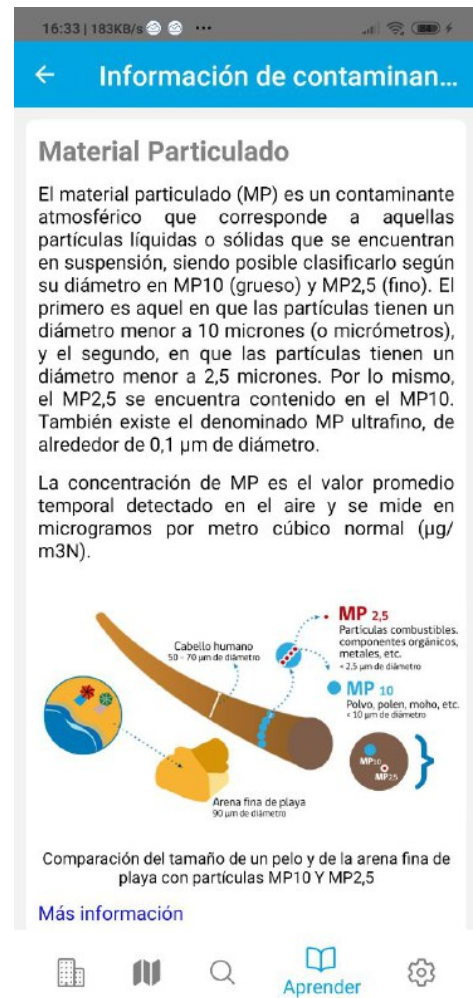 16:33 | 183KB/s ...
Información de contaminan...
Material Particulado
El material particulado (MP) es un contaminante
atmosférico que corresponde a aquellas
partículas líquidas o sólidas que se encuentran
en suspensión, siendo posible clasificarlo según
su diámetro en MP10 (grueso) y MP2,5 (fino). El
primero es aquel en que las partículas tienen un
diámetro menor a 10 micrones (o micrómetros),
y el segundo, en que las partículas tienen un
diámetro menor a 2,5 micrones. Por lo mismo,
el MP2,5 se encuentra contenido en el MP10.
También existe el denominado MP ultrafino, de
alrededor de 0,1 µm de diámetro.
La concentración de MP es el valor promedio
temporal detectado en el aire y se mide en
microgramos por metro cúbico normal (µg/
m3N).
MP 2,5
Partículas combustibles.
componentes orgánicos,
metales, etc.
< 2,5 µm de diámetro
Cabello humano
50 - 70 µm de diámetro
MP 10
Polvo, polen, moho, etc.
< 10 µm de diámetro
MP10
MP2,5
Arena fina de playa
90 µm de diámetro
Comparación del tamaño de un pelo y de la arena fina de
playa con partículas MP10 Y MP2,5
Más información
Aprender